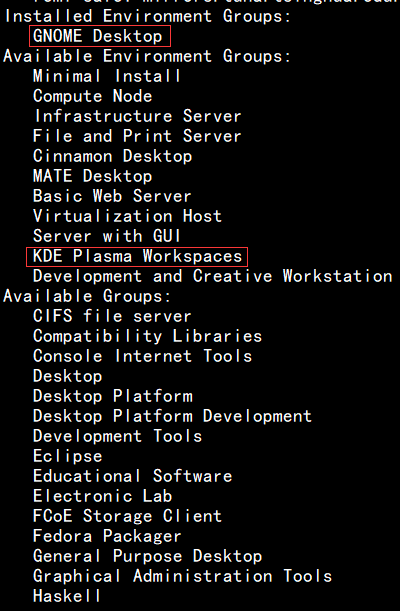 Installed Environment Groups:
GNOME Desktop
Available Environment Groups:
Minimal Install
Compute Node
Infrastructure Server
File and Print Server
Cinnamon Desktop
MATE Desktop
Basic Web Server
Virtualization Host
Server with GUI
KDE Plasma Workspaces
Development and Creative Workstation
Available Groups:
CIFS file server
Compatibility Libraries
Console Internet Tools
Desktop
Desktop Platform
Desktop Platform Development
Development Tools
Eclipse
Educational Software
Electronic Lab
FCoE Storage Client
Fedora Packager
General Purpose Desktop
Graphical Administration Tools
Haskell